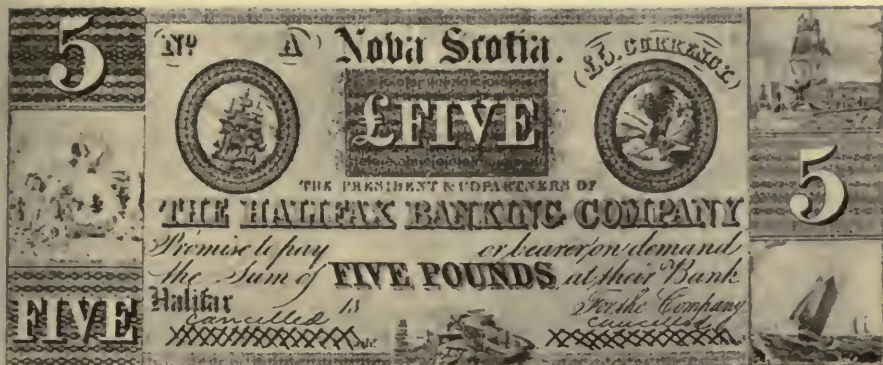 5
Nº A
Nova Scotia.
(£5. CURRENCY.)
£FIVE
THE PRESIDENT & COPARTNERS OF
THE HALIFAX BANKING COMPANY
5
Promise to pay or bearer on demand
the Sum of FIVE POUNDS at their Bank
Halifax 18 For the Company
Cancelled Cancelled
FIVE